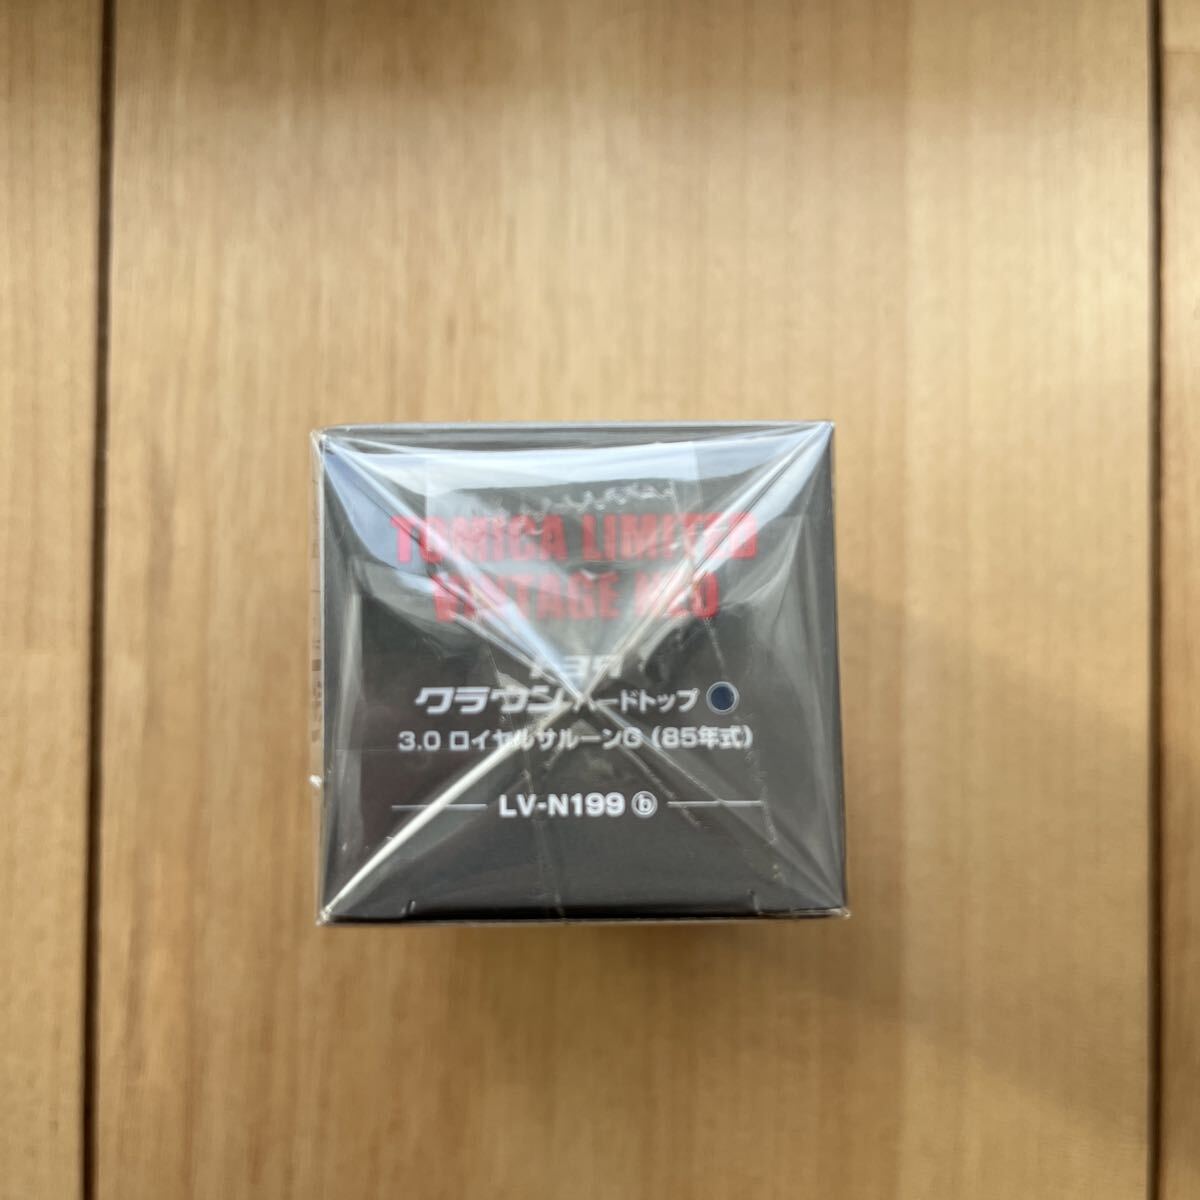 TOMICA LIMITED
VINTAGE NEO
トヨタ
クラウン ハードトップ
3.0 ロイヤルサルーンG（85年式）
LV-N199 ⓑ